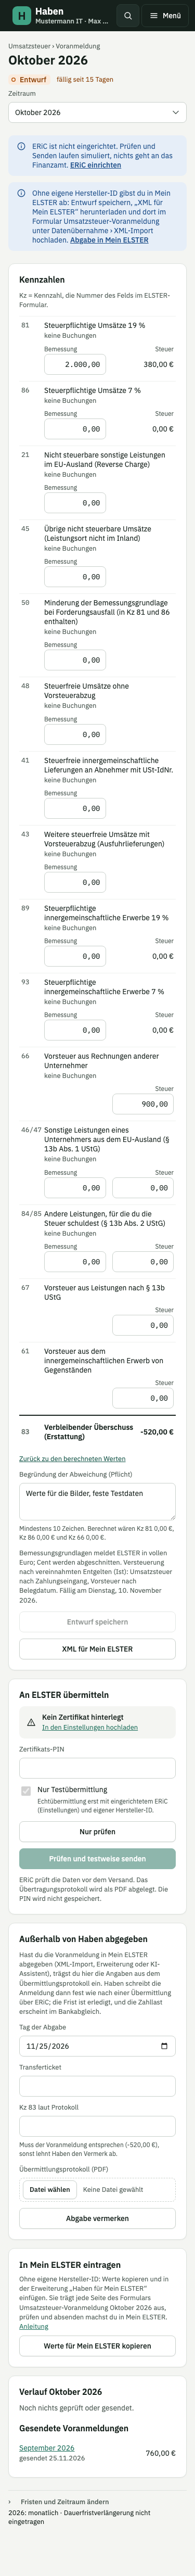 H
Haben
Mustermann IT · Max ...
Menü
Umsatzsteuer › Voranmeldung
Oktober 2026
Entwurf
fällig seit 15 Tagen
Zeitraum
Oktober 2026
ERiC ist nicht eingerichtet. Prüfen und
Senden laufen simuliert, nichts geht an das
Finanzamt. ERiC einrichten
Ohne eigene Hersteller-ID gibst du in Mein
ELSTER ab: Entwurf speichern, „XML für
Mein ELSTER“ herunterladen und dort im
Formular Umsatzsteuer-Voranmeldung
unter Datenübernahme › XML-Import
hochladen. Abgabe in Mein ELSTER
Kennzahlen
Kz = Kennzahl, die Nummer des Felds im ELSTER-
Formular.
81
Steuerpflichtige Umsätze 19 %
keine Buchungen
Bemessung
Steuer
2.000,00
380,00 €
86
Steuerpflichtige Umsätze 7 %
keine Buchungen
Bemessung
Steuer
0,00
0,00 €
21
Nicht steuerbare sonstige Leistungen
im EU-Ausland (Reverse Charge)
keine Buchungen
Bemessung
0,00
45
Übrige nicht steuerbare Umsätze
(Leistungsort nicht im Inland)
keine Buchungen
Bemessung
0,00
50
Minderung der Bemessungsgrundlage
bei Forderungsausfall (in Kz 81 und 86
enthalten)
keine Buchungen
Bemessung
0,00
48
Steuerfreie Umsätze ohne
Vorsteuerabzug
keine Buchungen
Bemessung
0,00
41
Steuerfreie innergemeinschaftliche
Lieferungen an Abnehmer mit USt-IdNr.
keine Buchungen
Bemessung
0,00
43
Weitere steuerfreie Umsätze mit
Vorsteuerabzug (Ausfuhrlieferungen)
keine Buchungen
Bemessung
0,00
89
Steuerpflichtige
innergemeinschaftliche Erwerbe 19 %
keine Buchungen
Bemessung
Steuer
0,00
0,00 €
93
Steuerpflichtige
innergemeinschaftliche Erwerbe 7 %
keine Buchungen
Bemessung
Steuer
0,00
0,00 €
66
Vorsteuer aus Rechnungen anderer
Unternehmer
keine Buchungen
Steuer
900,00
46/47
Sonstige Leistungen eines
Unternehmers aus dem EU-Ausland (§
13b Abs. 1 UStG)
keine Buchungen
Bemessung
Steuer
0,00
0,00
84/85
Andere Leistungen, für die du die
Steuer schuldest (§ 13b Abs. 2 UStG)
keine Buchungen
Bemessung
Steuer
0,00
0,00
67
Vorsteuer aus Leistungen nach § 13b
UStG
Steuer
0,00
61
Vorsteuer aus dem
innergemeinschaftlichen Erwerb von
Gegenständen
Steuer
0,00
83
Verbleibender Überschuss
(Erstattung)
-520,00 €
Zurück zu den berechneten Werten
Begründung der Abweichung (Pflicht)
Werte für die Bilder, feste Testdaten
Mindestens 10 Zeichen. Berechnet wären Kz 81 0,00 €,
Kz 86 0,00 € und Kz 66 0,00 €.
Bemessungsgrundlagen meldet ELSTER in vollen
Euro; Cent werden abgeschnitten. Versteuerung
nach vereinnahmten Entgelten (Ist): Umsatzsteuer
nach Zahlungseingang, Vorsteuer nach
Belegdatum. Fällig am Dienstag, 10. November
2026.
Entwurf speichern
XML für Mein ELSTER
An ELSTER übermitteln
Kein Zertifikat hinterlegt
In den Einstellungen hochladen
Zertifikats-PIN
Nur Testübermittlung
Echtübermittlung erst mit eingerichtetem ERiC
(Einstellungen) und eigener Hersteller-ID.
Nur prüfen
Prüfen und testweise senden
ERiC prüft die Daten vor dem Versand. Das
Übertragungsprotokoll wird als PDF abgelegt. Die
PIN wird nicht gespeichert.
Außerhalb von Haben abgegeben
Hast du die Voranmeldung in Mein ELSTER
abgegeben (XML-Import, Erweiterung oder KI-
Assistent), trägst du hier die Angaben aus dem
Übermittlungsprotokoll ein. Haben schreibt die
Anmeldung dann fest wie nach einer Übermittlung
über ERiC; die Frist ist erledigt, und die Zahllast
erscheint im Bankabgleich.
Tag der Abgabe
11/25/2026
Transferticket
Kz 83 laut Protokoll
Muss der Voranmeldung entsprechen (-520,00 €),
sonst lehnt Haben den Vermerk ab.
Übermittlungsprotokoll (PDF)
Datei wählen
Keine Datei gewählt
Abgabe vermerken
In Mein ELSTER eintragen
Ohne eigene Hersteller-ID: Werte kopieren und in
der Erweiterung „Haben für Mein ELSTER“
einfügen. Sie trägt jede Seite des Formulars
Umsatzsteuer-Voranmeldung Oktober 2026 aus,
prüfen und absenden machst du in Mein ELSTER.
Anleitung
Werte für Mein ELSTER kopieren
Verlauf Oktober 2026
Noch nichts geprüft oder gesendet.
Gesendete Voranmeldungen
September 2026
gesendet 25.11.2026
760,00 €
› Fristen und Zeitraum ändern
2026: monatlich · Dauerfristverlängerung nicht
eingetragen